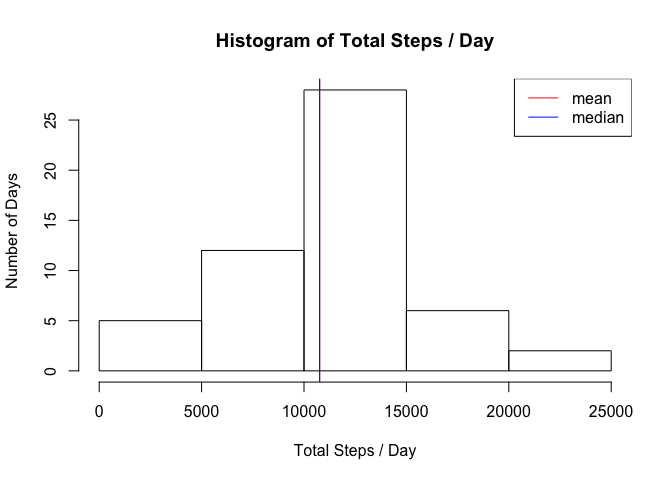 Histogram of Total Steps / Day
mean
median
Number of Days
25
20
15
10
5
0
0 5000 10000 15000 20000 25000
Total Steps / Day